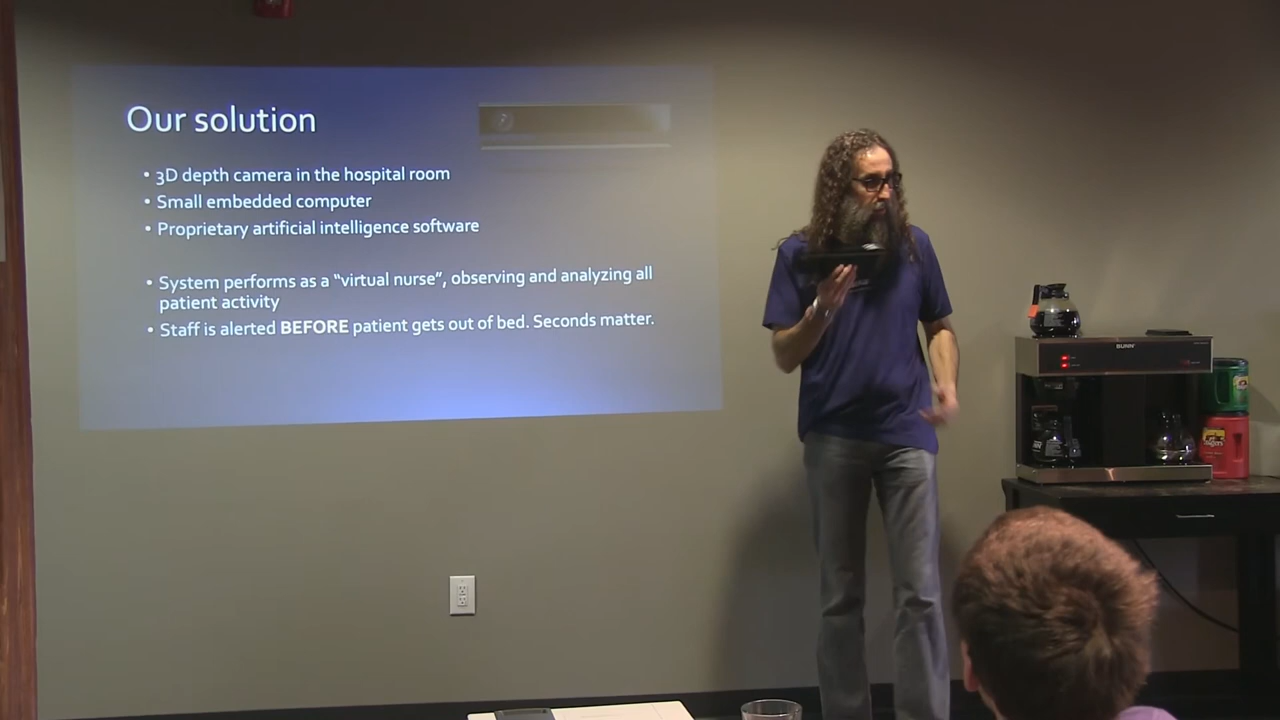 Our solution
• 3D depth camera in the hospital room
• Small embedded computer
• Proprietary artificial intelligence software
• System performs as a “virtual nurse”, observing and analyzing all
patient activity
• Staff is alerted BEFORE patient gets out of bed. Seconds matter.
BUNN